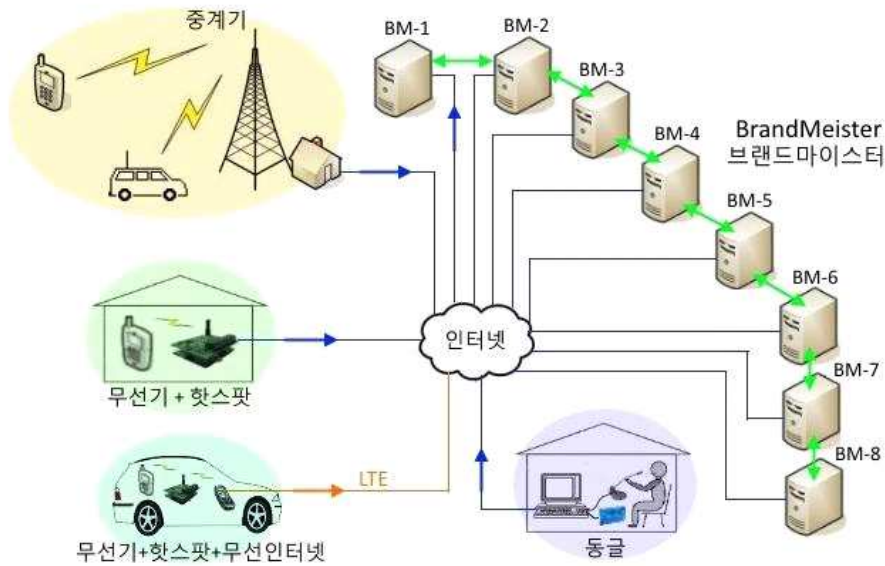 중계기
BM-1
BM-2
BM-3
BM-4
BrandMeister
브랜드마이스터
BM-5
BM-6
인터넷
BM-7
무선기 + 핫스팟
BM-8
LTE
무선기+핫스팟+무선인터넷
동글